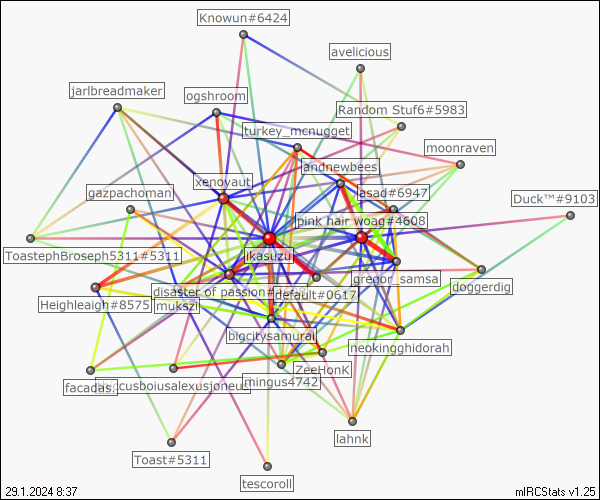 Knowun#6424
avelicious
jarlbreadmaker
ogshroom
Random Stuf6#5983
turkey_mcnugget
moonraven
andnewbees
xenoyaut
gazpachoman
asad#6947
Duck™#9103
pink hair woag#4608
ToastephBroseph5311#5311
ikasuzu
gregor_samsa
disaster of passion#
default#0617
doggerdig
Heighleigh#8575
mukszi
bigcitysamurai
neokingghidorah
ZeeHonK
facadas
cusboiusalexusjoneus
mingus4742
lahnk
Toast#5311
tescoroll
29.1.2024 8:37
mIRCStats v1.25